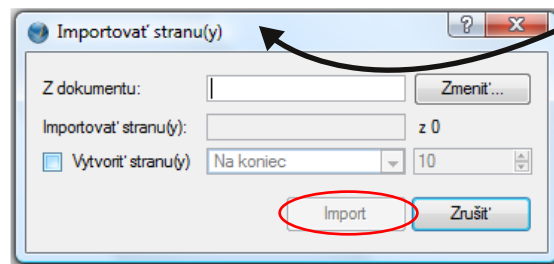 Importovať stranu(y)
Z dokumentu: Zmeniť...
Importovať stranu(y): z 0
Vytvoriť stranu(y) Na koniec 10
Import Zrušiť